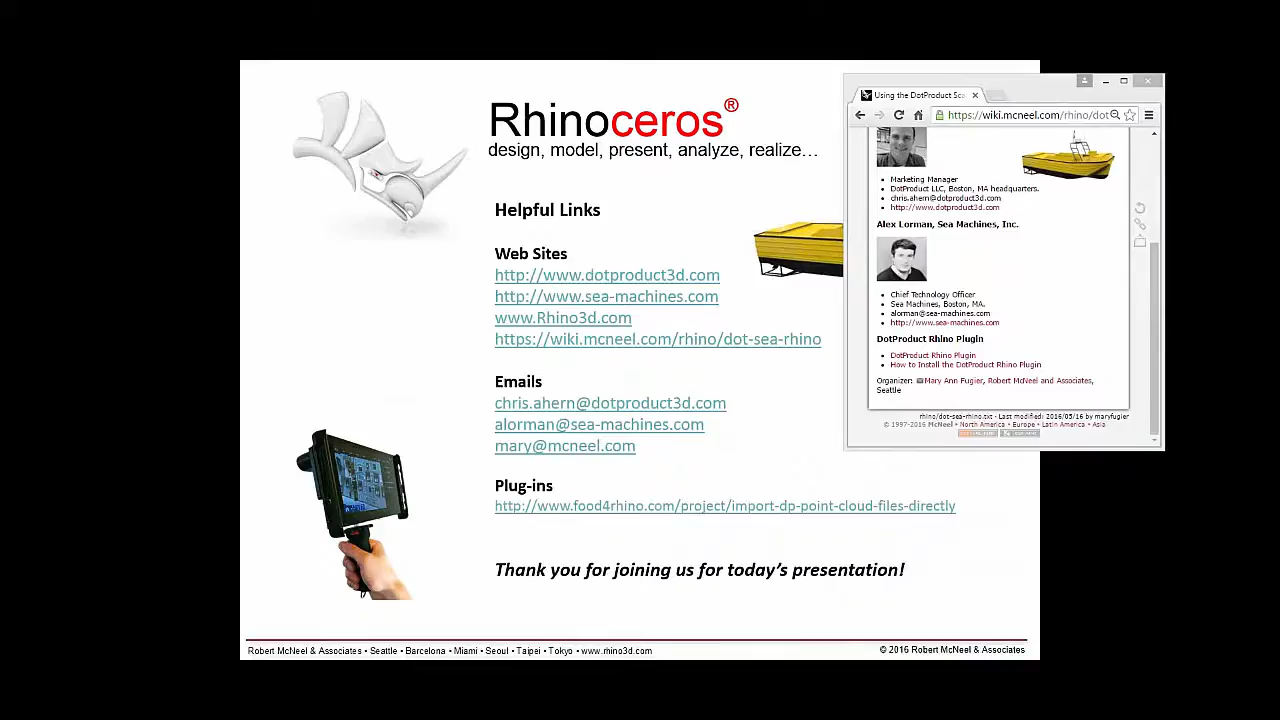 Rhinoceros®
design, model, present, analyze, realize...
Helpful Links
Web Sites
http://www.dotproduct3d.com
http://www.sea-machines.com
www.Rhino3d.com
https://wiki.mcneel.com/rhino/dot-sea-rhino
Emails
chris.ahern@dotproduct3d.com
alorman@sea-machines.com
mary@mcneel.com
Plug-ins
http://www.food4rhino.com/project/import-dp-point-cloud-files-directly
Thank you for joining us for today's presentation!
Robert McNeel & Associates • Seattle • Barcelona • Miami • Seoul • Taipei • Tokyo • www.rhino3d.com
© 2016 Robert McNeel & Associates
Using the DotProduct Sca
https://wiki.mcneel.com/rhino/dot
• Marketing Manager
• DotProduct LLC, Boston, MA headquarters.
• chris.ahern@dotproduct3d.com
• http://www.dotproduct3d.com
Alex Lorman, Sea Machines, Inc.
• Chief Technology Officer
• Sea Machines, Boston, MA.
• alorman@sea-machines.com
• http://www.sea-machines.com
DotProduct Rhino Plugin
• DotProduct Rhino Plugin
• How to Install the DotProduct Rhino Plugin
Organizer: Mary Ann Fugier, Robert McNeel and Associates,
Seattle
rhino/dot-sea-rhino.txt · Last modified: 2016/05/16 by maryfugier
© 1997-2016 McNeel • North America • Europe • Latin America • Asia